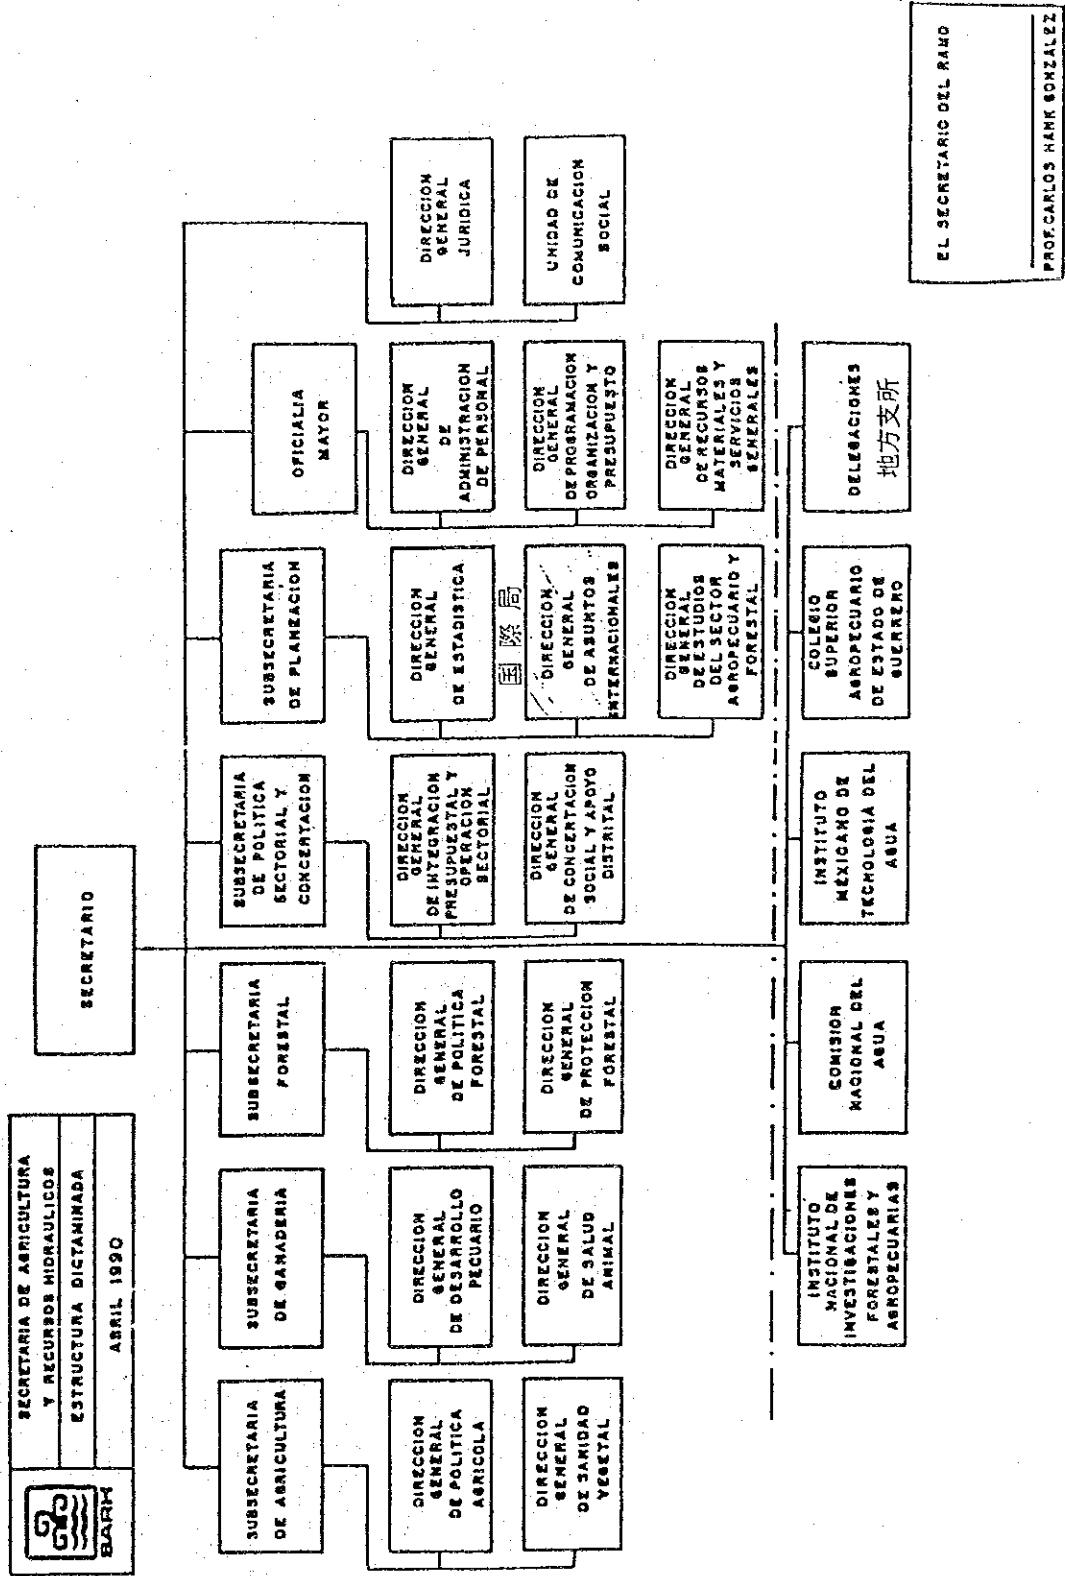 SARH
SECRETARIA DE AGRICULTURA
Y RECURSOS HIDRAULICOS
ESTRUCTURA DICTAMINADA
ABRIL 1990
SECRETARIO
SUBSECRETARIA
DE AGRICULTURA
SUBSECRETARIA
DE GANADERIA
SUBSECRETARIA
FORESTAL
SUBSECRETARIA
DE POLITICA
SECTORIAL Y
CONCERTACION
SUBSECRETARIA
DE PLANEACION
OFICIALIA
MAYOR
DIRECCION
GENERAL
DE POLITICA
AGRICOLA
DIRECCION
GENERAL
DE DESARROLLO
PECUARIO
DIRECCION
GENERAL
DE POLITICA
FORESTAL
DIRECCION
GENERAL
DE INTEGRACION
PRESUPUESTAL Y
OPERACION
SECTORIAL
DIRECCION
GENERAL
DE ESTADISTICA
DIRECCION
GENERAL
DE
ADMINISTRACION
DE PERSONAL
DIRECCION
GENERAL
JURIDICA
DIRECCION
GENERAL
DE SANIDAD
VEGETAL
DIRECCION
GENERAL
DE SALUD
ANIMAL
DIRECCION
GENERAL
DE PROTECCION
FORESTAL
DIRECCION
GENERAL
DE CONCERTACION
SOCIAL Y APOYO
DISTRITAL
国際局
DIRECCION
GENERAL
DE ASUNTOS
INTERNACIONALES
DIRECCION
GENERAL
DE PROGRAMACION
ORGANIZACION Y
PRESUPUESTO
UNIDAD DE
COMUNICACION
SOCIAL
DIRECCION
GENERAL
DE ESTUDIOS
DEL SECTOR
AGROPECUARIO Y
FORESTAL
DIRECCION
GENERAL
DE RECURSOS
MATERIALES Y
SERVICIOS
GENERALES
INSTITUTO
NACIONAL DE
INVESTIGACIONES
FORESTALES Y
AGROPECUARIAS
COMISION
NACIONAL DEL
AGUA
INSTITUTO
MEXICANO DE
TECNOLOGIA DEL
AGUA
COLEGIO
SUPERIOR
AGROPECUARIO
DE ESTADO DE
GUERRERO
DELEGACIONES
地方支所
EL SECRETARIO DEL RAMO
PROF. CARLOS HANK GONZALEZ